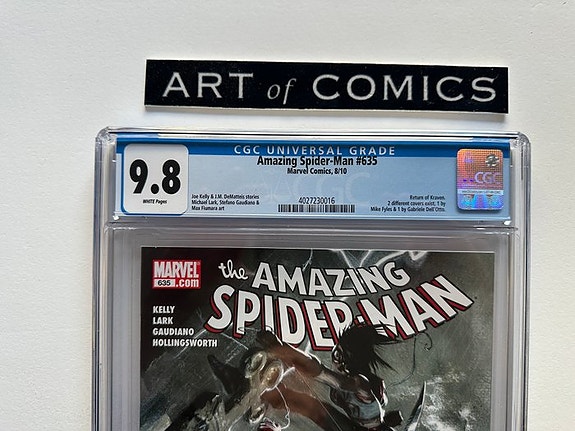 ART of COMICS
CGC UNIVERSAL GRADE
9.8
WHITE Pages
Amazing Spider-Man #635
Marvel Comics, 8/10
Joe Kelly & J.M. DeMatteis stories
Michael Lark, Stefano Gaudiano &
Max Fiumara art
4027230016
Return of Kraven.
2 different covers exist, 1 by
Mike Fyles & 1 by Gabriele Dell'Otto.
CGC
MARVEL
635 .com
the AMAZING
SPIDER-MAN
KELLY
LARK
GAUDIANO
HOLLINGSWORTH